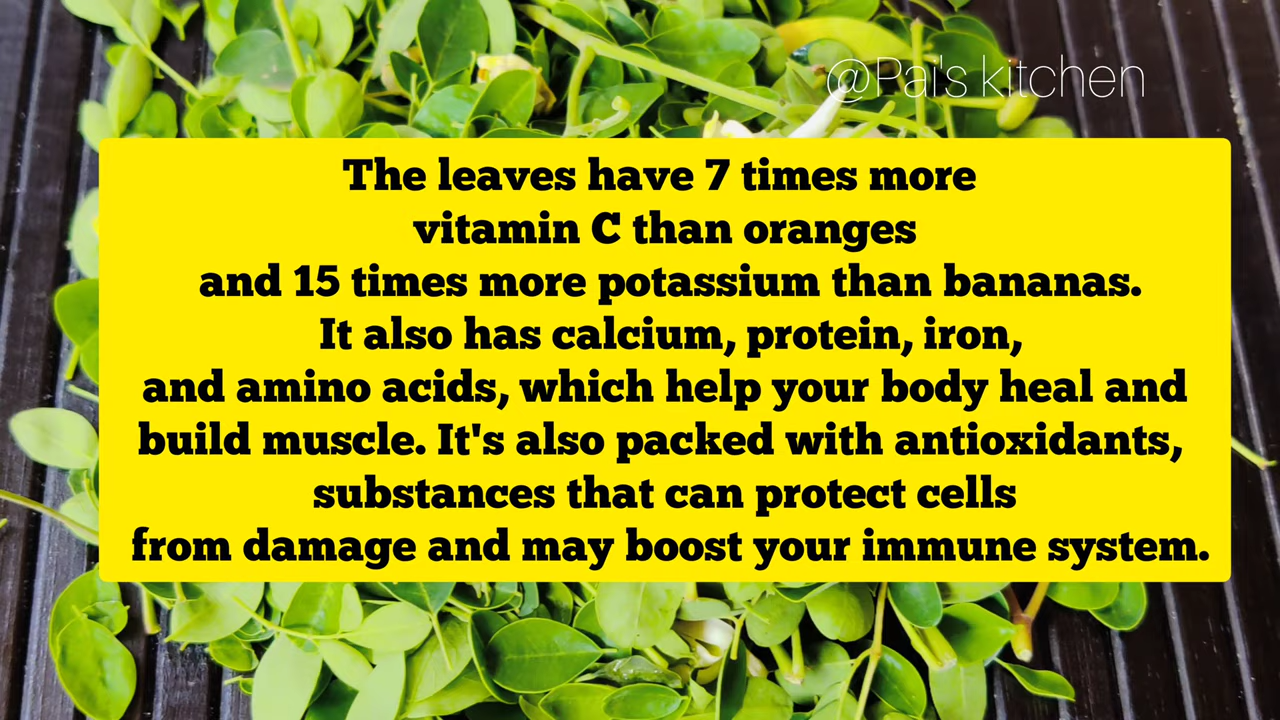 @Pai's kitchen
The leaves have 7 times more
vitamin C than oranges
and 15 times more potassium than bananas.
It also has calcium, protein, iron,
and amino acids, which help your body heal and
build muscle. It's also packed with antioxidants,
substances that can protect cells
from damage and may boost your immune system.